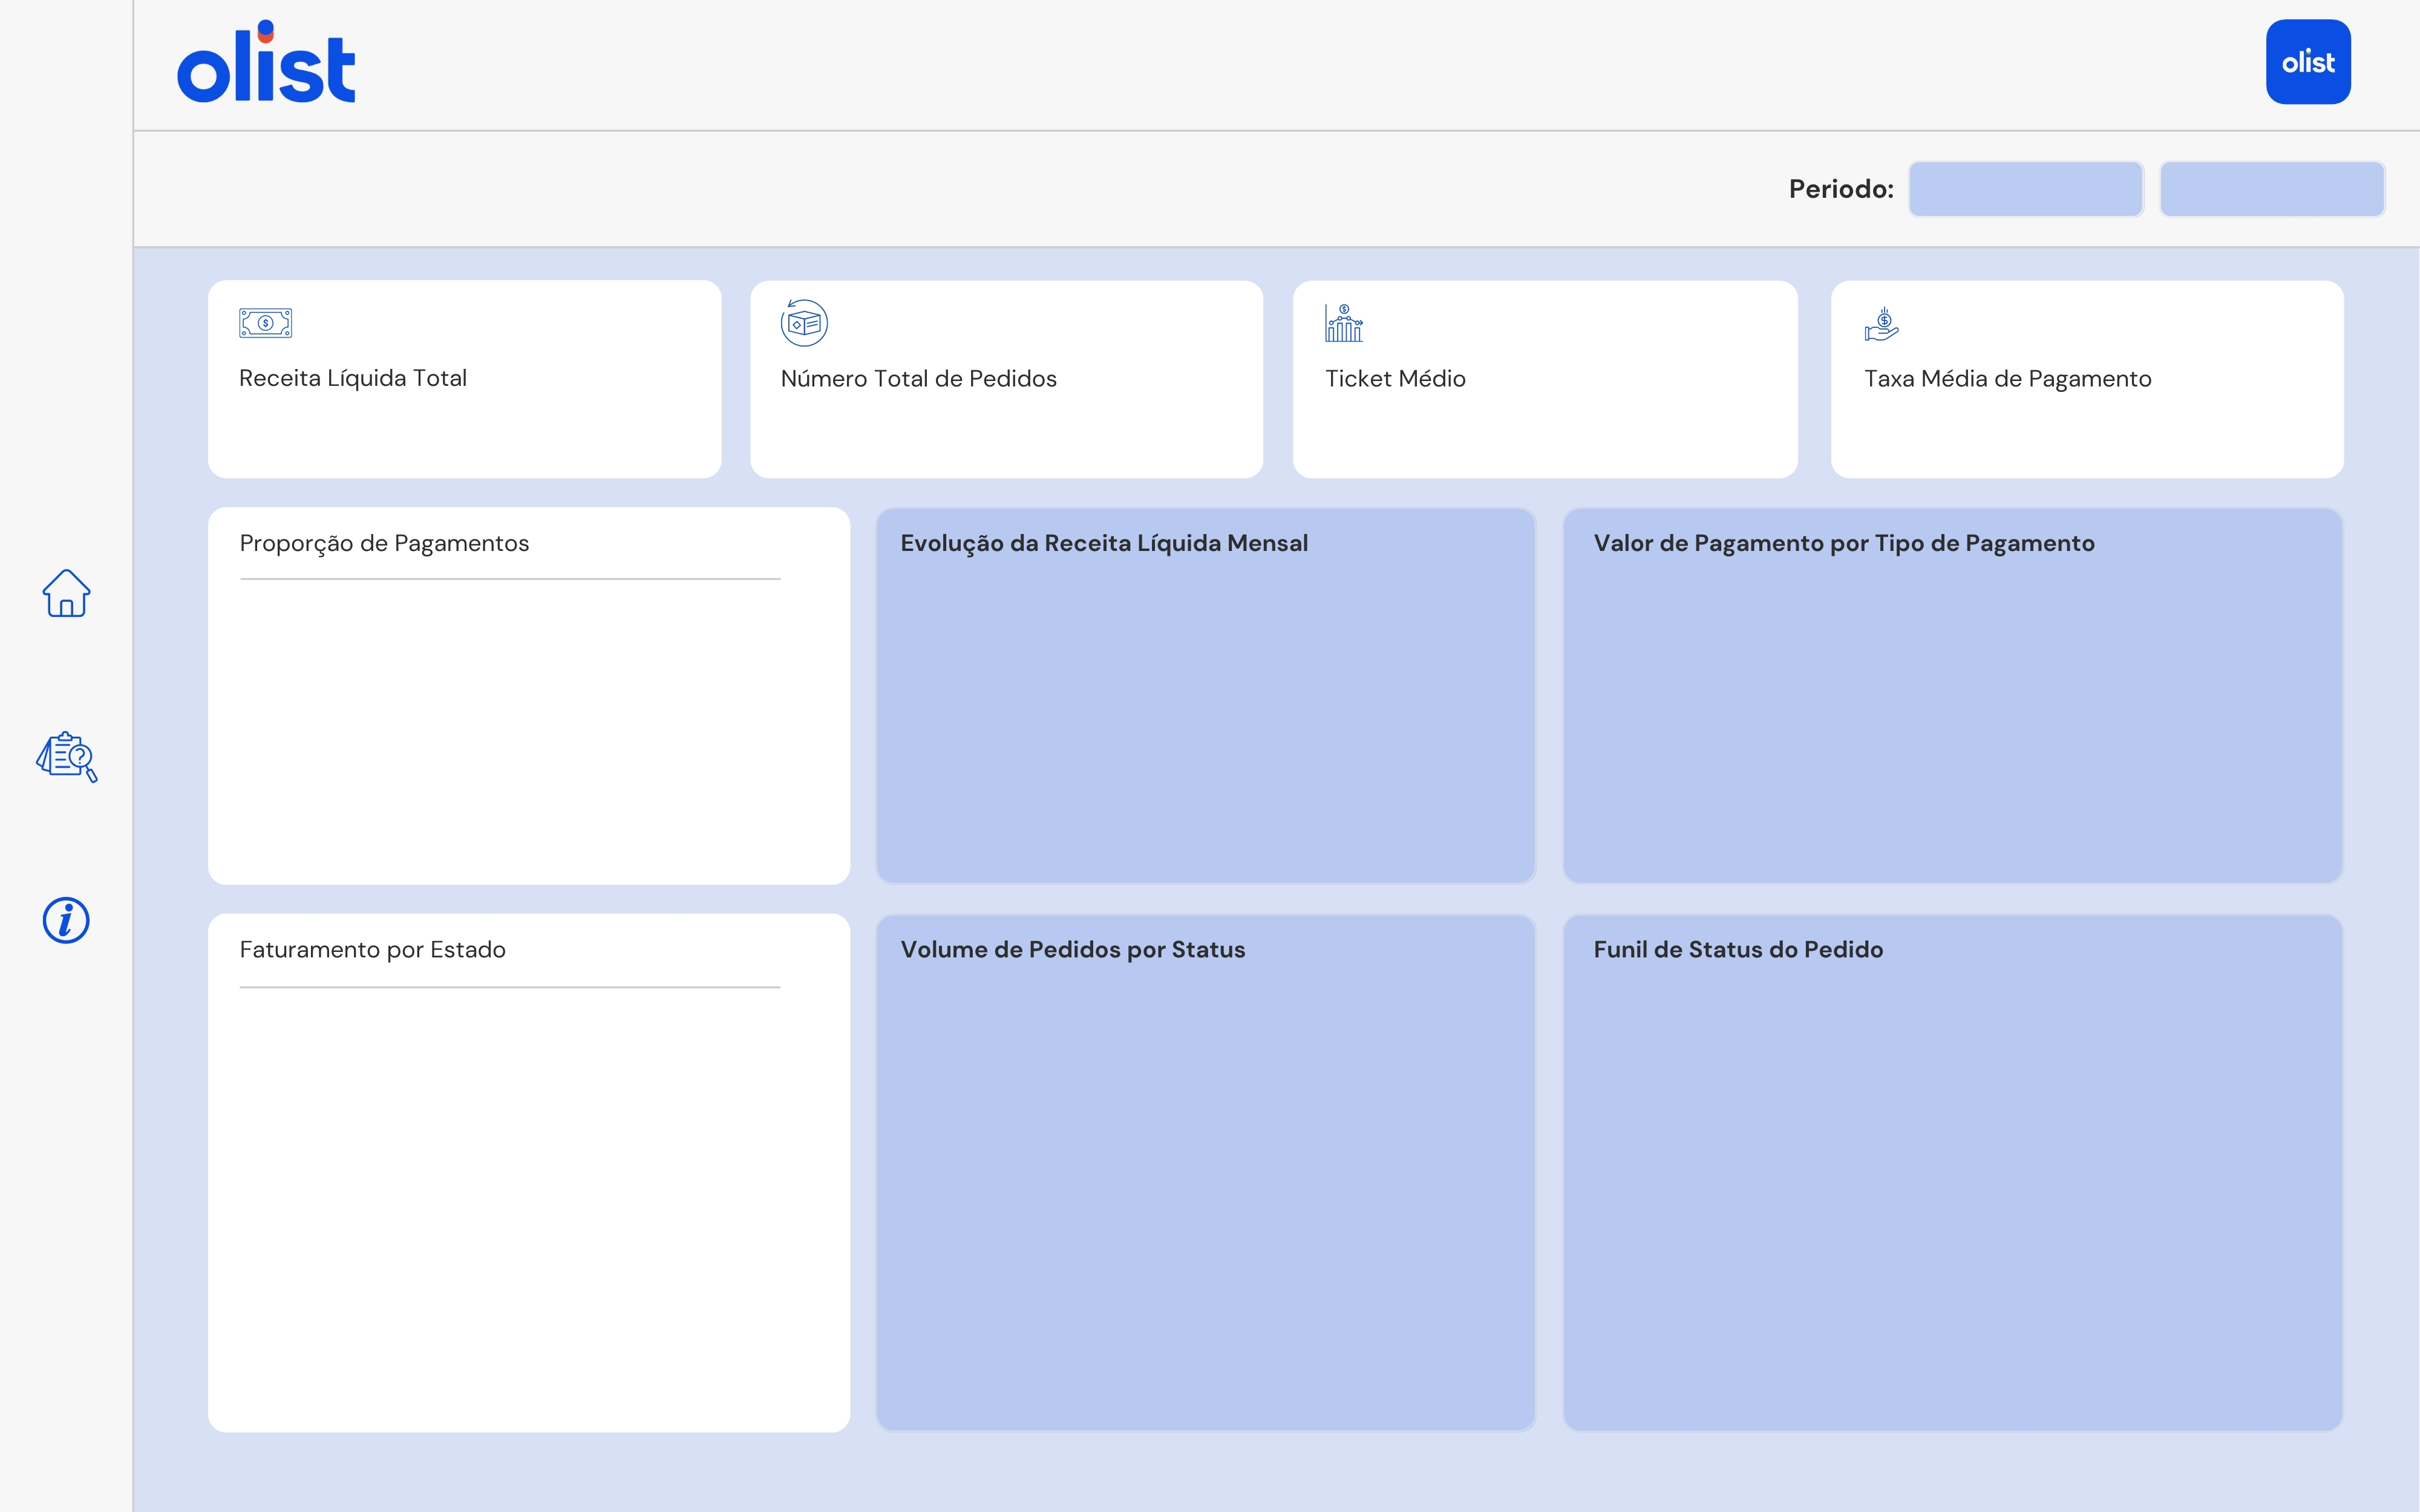 olist
olist
Periodo:
Receita Líquida Total
Número Total de Pedidos
Ticket Médio
Taxa Média de Pagamento
Proporção de Pagamentos
Evolução da Receita Líquida Mensal
Valor de Pagamento por Tipo de Pagamento
Faturamento por Estado
Volume de Pedidos por Status
Funil de Status do Pedido